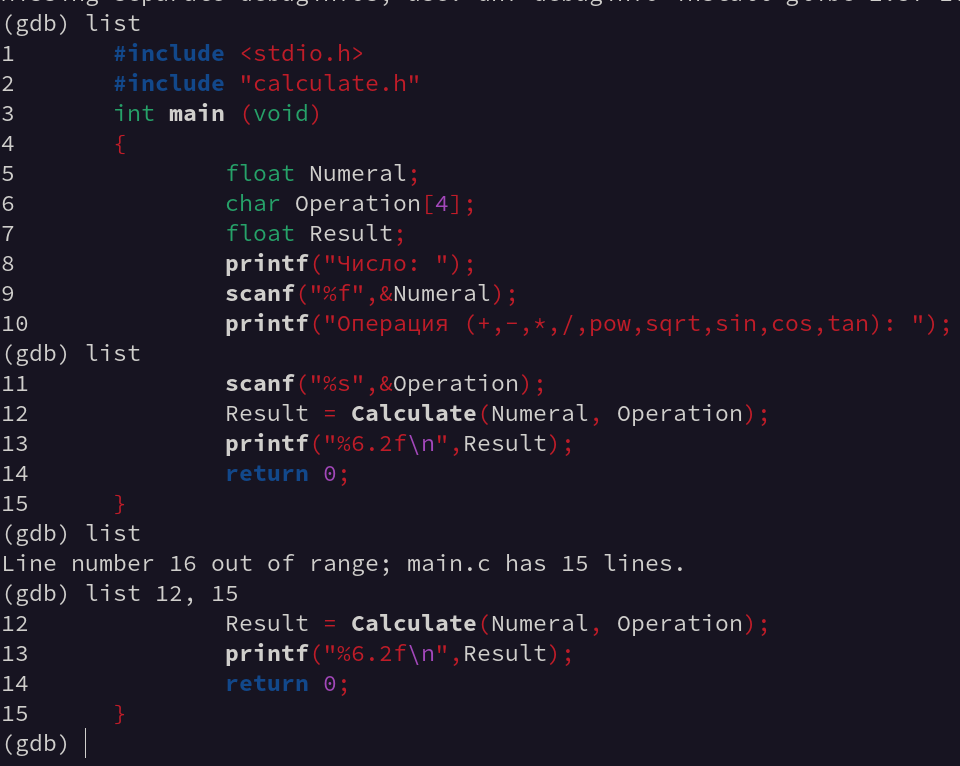 (gdb) list
1 #include <stdio.h>
2 #include "calculate.h"
3 int main (void)
4 {
5 float Numeral;
6 char Operation[4];
7 float Result;
8 printf("Число: ");
9 scanf("%f",&Numeral);
10 printf("Операция (+,-,*,/,pow,sqrt,sin,cos,tan): ");
(gdb) list
11 scanf("%s",&Operation);
12 Result = Calculate(Numeral, Operation);
13 printf("%6.2f\n",Result);
14 return 0;
15 }
(gdb) list
Line number 16 out of range; main.c has 15 lines.
(gdb) list 12, 15
12 Result = Calculate(Numeral, Operation);
13 printf("%6.2f\n",Result);
14 return 0;
15 }
(gdb)